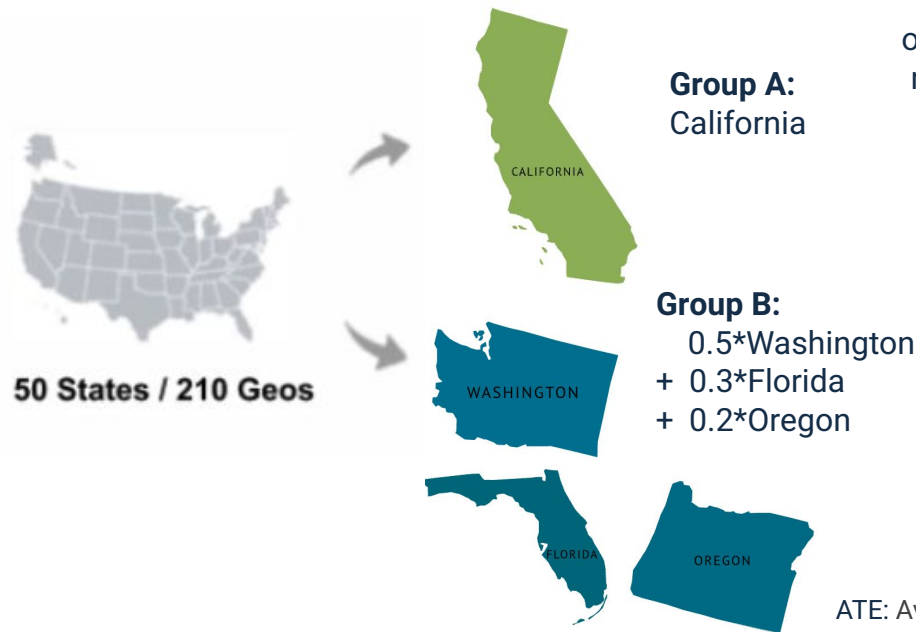 50 States / 210 Geos
CALIFORNIA
Group A:
California
Group B:
0.5*Washington
+ 0.3*Florida
+ 0.2*Oregon
WASHINGTON
FLORIDA
OREGON
ATE: